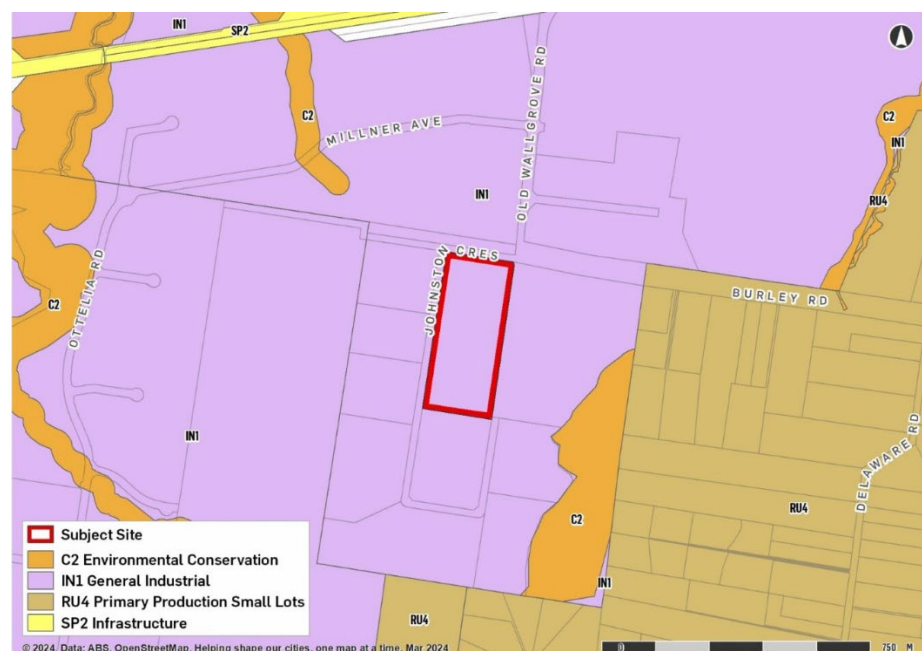 IN1
SP2
C2
MILLNER AVE
OLD WALLGROVE RD
C2
IN1
RU4
IN1
JOHNSTON CRES
OTTELIA RD
C2
BURLEY RD
IN1
DELAWARE RD
RU4
C2
IN1
RU4
Subject Site
C2 Environmental Conservation
IN1 General Industrial
RU4 Primary Production Small Lots
SP2 Infrastructure
© 2024. Data: ABS, OpenStreetMap. Helping shape our cities, one map at a time. Mar 2024
0 750 M